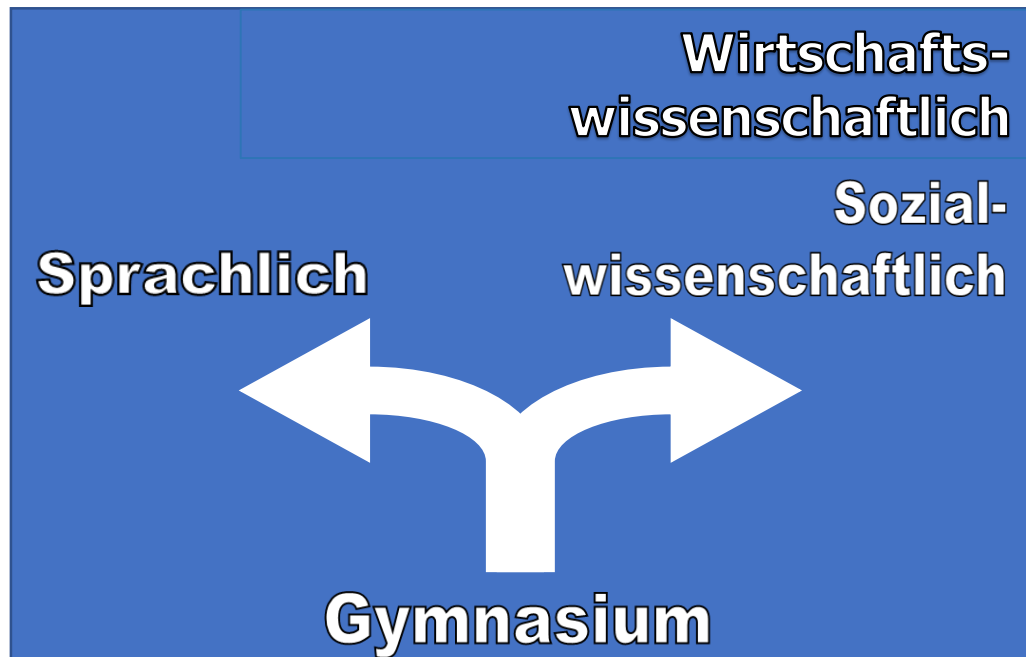 Wirtschafts-
wissenschaftlich
Sozial-
wissenschaftlich
Sprachlich
Gymnasium